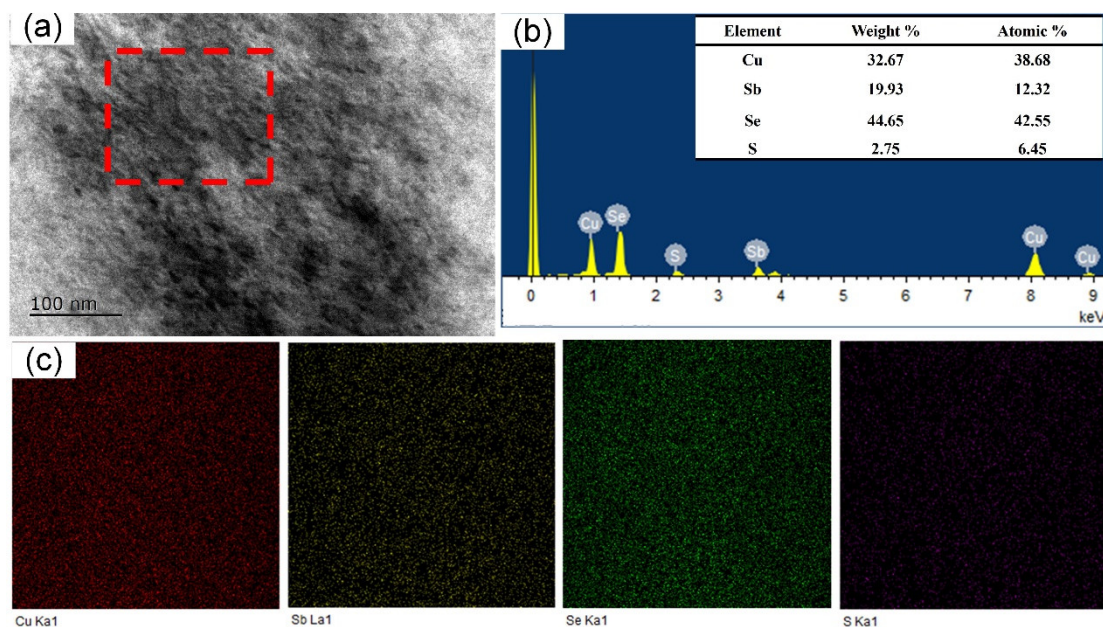 (a)
100 nm
(b)
Element Weight % Atomic %
Cu 32.67 38.68
Sb 19.93 12.32
Se 44.65 42.55
S 2.75 6.45
Cu Se S Sb Cu Cu
0 1 2 3 4 5 6 7 8 9
keV
(c)
Cu Ka1 Sb La1 Se Ka1 S Ka1